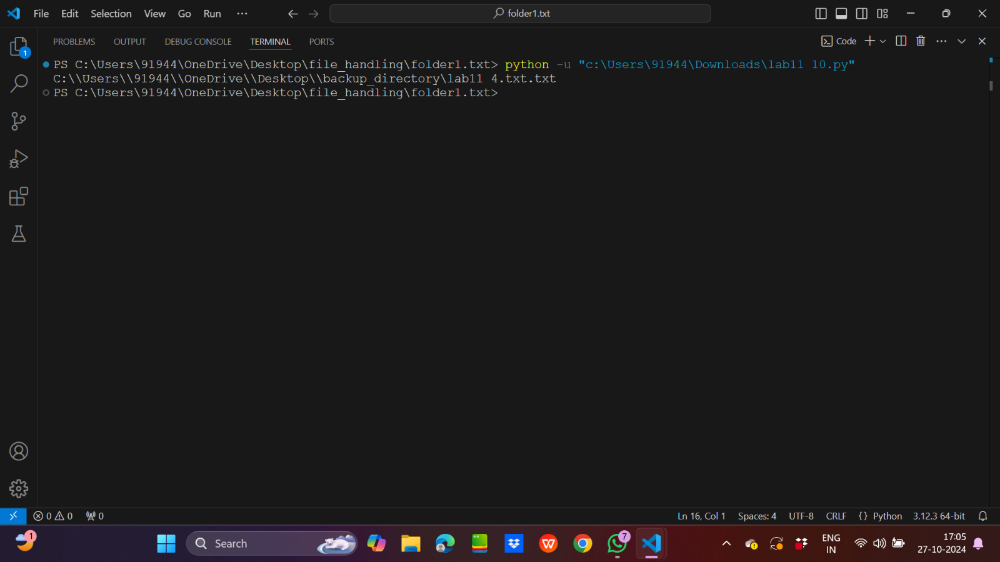 File Edit Selection View Go Run ···
folder1.txt
PROBLEMS OUTPUT DEBUG CONSOLE TERMINAL PORTS
Code
1
PS C:\Users\91944\OneDrive\Desktop\file_handling\folder1.txt> python -u "c:\Users\91944\Downloads\lab11 10.py"
C:\\Users\\91944\\OneDrive\\Desktop\\backup_directory\lab11 4.txt.txt
PS C:\Users\91944\OneDrive\Desktop\file_handling\folder1.txt>
0 0 0
Ln 16, Col 1 Spaces: 4 UTF-8 CRLF {} Python 3.12.3 64-bit
1
Search
W
7
ENG
IN
17:05
27-10-2024